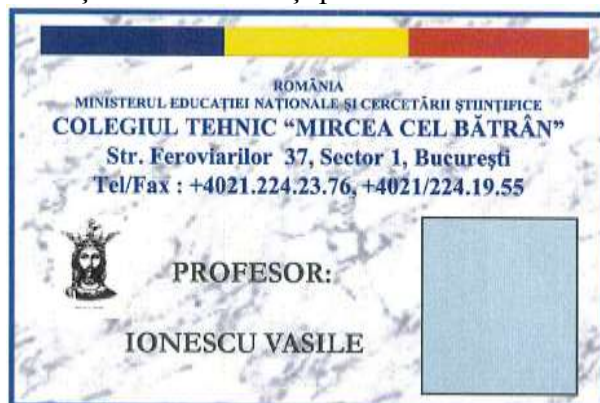 ROMÂNIA
MINISTERUL EDUCAȚIEI NAȚIONALE ȘI CERCETĂRII ȘTIINȚIFICE
COLEGIUL TEHNIC “MIRCEA CEL BĂTRÂN”
Str. Feroviarilor 37, Sector 1, București
Tel/Fax : +4021.224.23.76, +4021/224.19.55
PROFESOR:
IONESCU VASILE